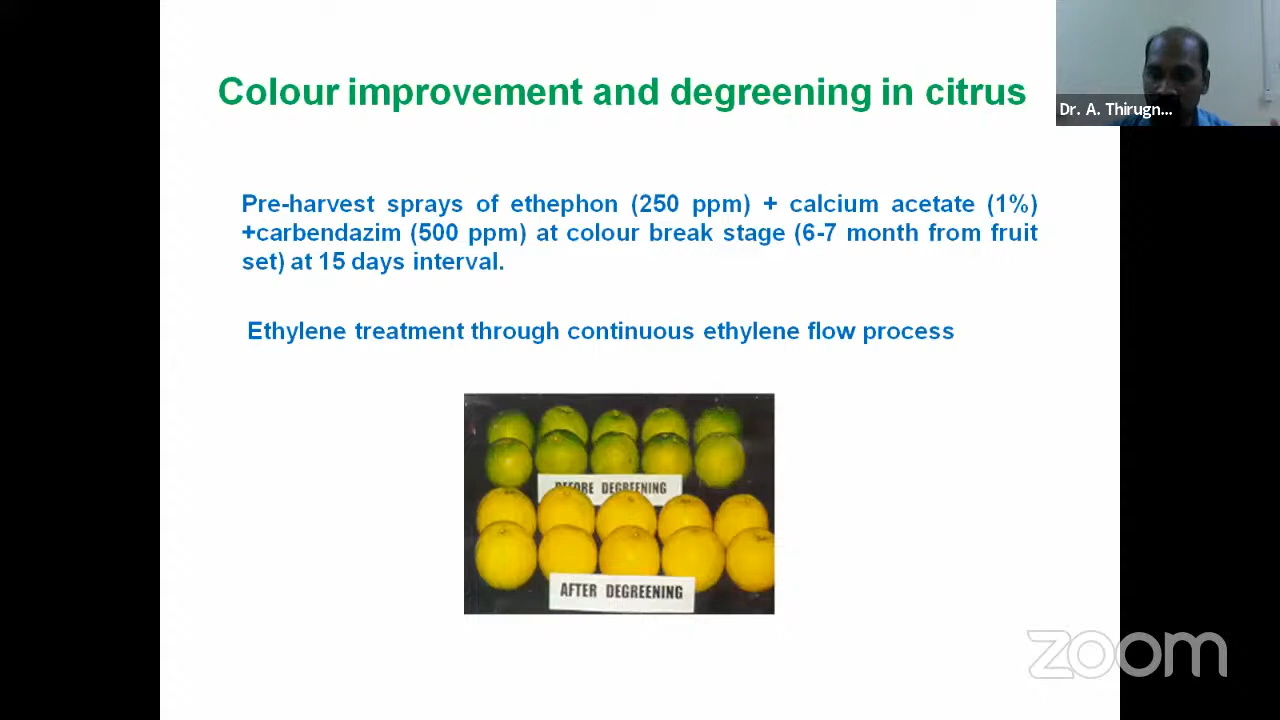 Colour improvement and degreening in citrus
Dr. A. Thirugn...
Pre-harvest sprays of ethephon (250 ppm) + calcium acetate (1%)
+carbendazim (500 ppm) at colour break stage (6-7 month from fruit
set) at 15 days interval.
Ethylene treatment through continuous ethylene flow process
BEFORE DEGREENING
AFTER DEGREENING
zoom